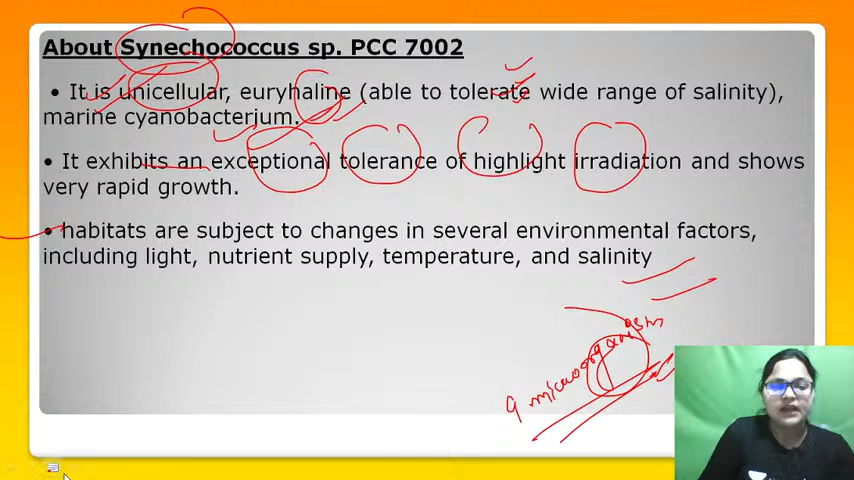 About Synechococcus sp. PCC 7002
• It is unicellular, euryhaline (able to tolerate wide range of salinity),
marine cyanobacterium.
• It exhibits an exceptional tolerance of highlight irradiation and shows
very rapid growth.
• habitats are subject to changes in several environmental factors,
including light, nutrient supply, temperature, and salinity
9 microorganism